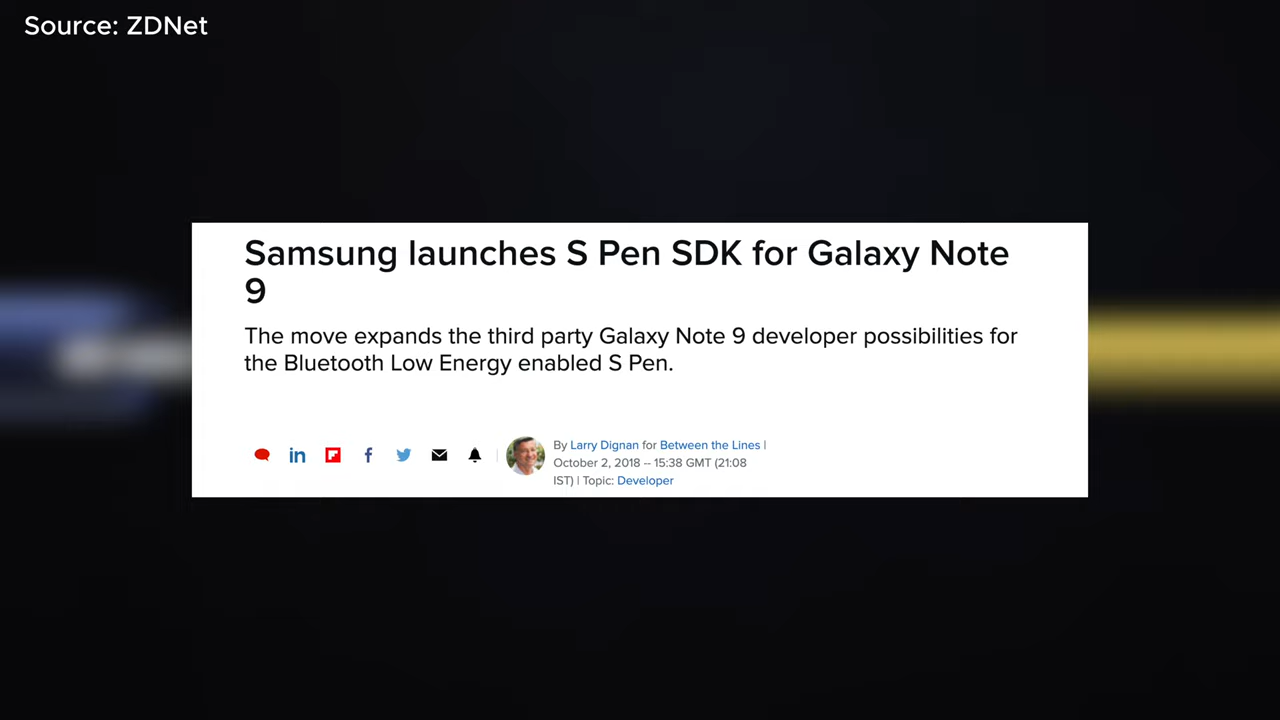 Source: ZDNet
Samsung launches S Pen SDK for Galaxy Note
9
The move expands the third party Galaxy Note 9 developer possibilities for
the Bluetooth Low Energy enabled S Pen.
By Larry Dignan for Between the Lines |
October 2, 2018 -- 15:38 GMT (21:08
IST) | Topic: Developer